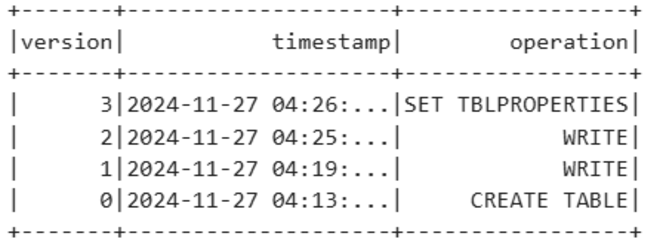 +-------+--------------------+-----------------+
|version|           timestamp|        operation|
+-------+--------------------+-----------------+
|      3|2024-11-27 04:26:...|SET TBLPROPERTIES|
|      2|2024-11-27 04:25:...|            WRITE|
|      1|2024-11-27 04:19:...|            WRITE|
|      0|2024-11-27 04:13:...|     CREATE TABLE|
+-------+--------------------+-----------------+